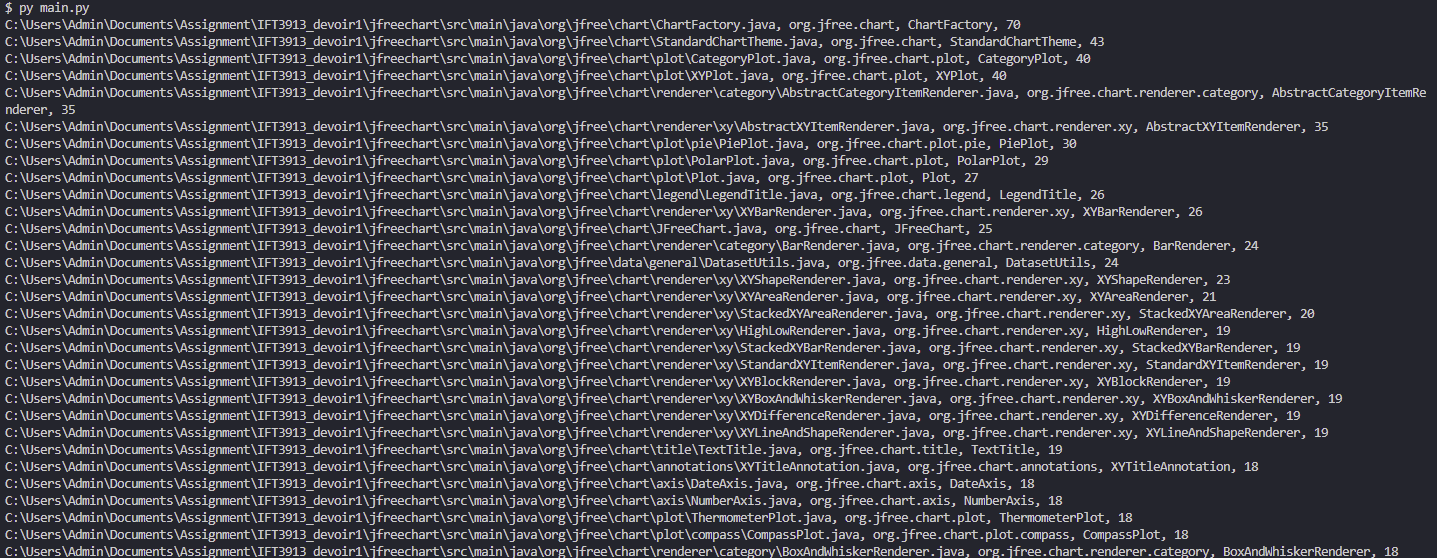 $ py main.py
C:\Users\Admin\Documents\Assignment\IFT3913_devoir1\jfreechart\src\main\java\org\jfree\chart\ChartFactory.java, org.jfree.chart, ChartFactory, 70
C:\Users\Admin\Documents\Assignment\IFT3913_devoir1\jfreechart\src\main\java\org\jfree\chart\StandardChartTheme.java, org.jfree.chart, StandardChartTheme, 43
C:\Users\Admin\Documents\Assignment\IFT3913_devoir1\jfreechart\src\main\java\org\jfree\chart\plot\CategoryPlot.java, org.jfree.chart.plot, CategoryPlot, 40
C:\Users\Admin\Documents\Assignment\IFT3913_devoir1\jfreechart\src\main\java\org\jfree\chart\plot\XYPlot.java, org.jfree.chart.plot, XYPlot, 40
C:\Users\Admin\Documents\Assignment\IFT3913_devoir1\jfreechart\src\main\java\org\jfree\chart\renderer\category\AbstractCategoryItemRenderer.java, org.jfree.chart.renderer.category, AbstractCategoryItemRe
nderer, 35
C:\Users\Admin\Documents\Assignment\IFT3913_devoir1\jfreechart\src\main\java\org\jfree\chart\renderer\xy\AbstractXYItemRenderer.java, org.jfree.chart.renderer.xy, AbstractXYItemRenderer, 35
C:\Users\Admin\Documents\Assignment\IFT3913_devoir1\jfreechart\src\main\java\org\jfree\chart\plot\pie\PiePlot.java, org.jfree.chart.plot.pie, PiePlot, 30
C:\Users\Admin\Documents\Assignment\IFT3913_devoir1\jfreechart\src\main\java\org\jfree\chart\plot\PolarPlot.java, org.jfree.chart.plot, PolarPlot, 29
C:\Users\Admin\Documents\Assignment\IFT3913_devoir1\jfreechart\src\main\java\org\jfree\chart\plot\Plot.java, org.jfree.chart.plot, Plot, 27
C:\Users\Admin\Documents\Assignment\IFT3913_devoir1\jfreechart\src\main\java\org\jfree\chart\legend\LegendTitle.java, org.jfree.chart.legend, LegendTitle, 26
C:\Users\Admin\Documents\Assignment\IFT3913_devoir1\jfreechart\src\main\java\org\jfree\chart\renderer\xy\XYBarRenderer.java, org.jfree.chart.renderer.xy, XYBarRenderer, 26
C:\Users\Admin\Documents\Assignment\IFT3913_devoir1\jfreechart\src\main\java\org\jfree\chart\JFreeChart.java, org.jfree.chart, JFreeChart, 25
C:\Users\Admin\Documents\Assignment\IFT3913_devoir1\jfreechart\src\main\java\org\jfree\chart\renderer\category\BarRenderer.java, org.jfree.chart.renderer.category, BarRenderer, 24
C:\Users\Admin\Documents\Assignment\IFT3913_devoir1\jfreechart\src\main\java\org\jfree\data\general\DatasetUtils.java, org.jfree.data.general, DatasetUtils, 24
C:\Users\Admin\Documents\Assignment\IFT3913_devoir1\jfreechart\src\main\java\org\jfree\chart\renderer\xy\XYShapeRenderer.java, org.jfree.chart.renderer.xy, XYShapeRenderer, 23
C:\Users\Admin\Documents\Assignment\IFT3913_devoir1\jfreechart\src\main\java\org\jfree\chart\renderer\xy\XYAreaRenderer.java, org.jfree.chart.renderer.xy, XYAreaRenderer, 21
C:\Users\Admin\Documents\Assignment\IFT3913_devoir1\jfreechart\src\main\java\org\jfree\chart\renderer\xy\StackedXYAreaRenderer.java, org.jfree.chart.renderer.xy, StackedXYAreaRenderer, 20
C:\Users\Admin\Documents\Assignment\IFT3913_devoir1\jfreechart\src\main\java\org\jfree\chart\renderer\xy\HighLowRenderer.java, org.jfree.chart.renderer.xy, HighLowRenderer, 19
C:\Users\Admin\Documents\Assignment\IFT3913_devoir1\jfreechart\src\main\java\org\jfree\chart\renderer\xy\StackedXYBarRenderer.java, org.jfree.chart.renderer.xy, StackedXYBarRenderer, 19
C:\Users\Admin\Documents\Assignment\IFT3913_devoir1\jfreechart\src\main\java\org\jfree\chart\renderer\xy\StandardXYItemRenderer.java, org.jfree.chart.renderer.xy, StandardXYItemRenderer, 19
C:\Users\Admin\Documents\Assignment\IFT3913_devoir1\jfreechart\src\main\java\org\jfree\chart\renderer\xy\XYBlockRenderer.java, org.jfree.chart.renderer.xy, XYBlockRenderer, 19
C:\Users\Admin\Documents\Assignment\IFT3913_devoir1\jfreechart\src\main\java\org\jfree\chart\renderer\xy\XYBoxAndWhiskerRenderer.java, org.jfree.chart.renderer.xy, XYBoxAndWhiskerRenderer, 19
C:\Users\Admin\Documents\Assignment\IFT3913_devoir1\jfreechart\src\main\java\org\jfree\chart\renderer\xy\XYDifferenceRenderer.java, org.jfree.chart.renderer.xy, XYDifferenceRenderer, 19
C:\Users\Admin\Documents\Assignment\IFT3913_devoir1\jfreechart\src\main\java\org\jfree\chart\renderer\xy\XYLineAndShapeRenderer.java, org.jfree.chart.renderer.xy, XYLineAndShapeRenderer, 19
C:\Users\Admin\Documents\Assignment\IFT3913_devoir1\jfreechart\src\main\java\org\jfree\chart\title\TextTitle.java, org.jfree.chart.title, TextTitle, 19
C:\Users\Admin\Documents\Assignment\IFT3913_devoir1\jfreechart\src\main\java\org\jfree\chart\annotations\XYTitleAnnotation.java, org.jfree.chart.annotations, XYTitleAnnotation, 18
C:\Users\Admin\Documents\Assignment\IFT3913_devoir1\jfreechart\src\main\java\org\jfree\chart\axis\DateAxis.java, org.jfree.chart.axis, DateAxis, 18
C:\Users\Admin\Documents\Assignment\IFT3913_devoir1\jfreechart\src\main\java\org\jfree\chart\axis\NumberAxis.java, org.jfree.chart.axis, NumberAxis, 18
C:\Users\Admin\Documents\Assignment\IFT3913_devoir1\jfreechart\src\main\java\org\jfree\chart\plot\ThermometerPlot.java, org.jfree.chart.plot, ThermometerPlot, 18
C:\Users\Admin\Documents\Assignment\IFT3913_devoir1\jfreechart\src\main\java\org\jfree\chart\plot\compass\CompassPlot.java, org.jfree.chart.plot.compass, CompassPlot, 18
C:\Users\Admin\Documents\Assignment\IFT3913_devoir1\jfreechart\src\main\java\org\jfree\chart\renderer\category\BoxAndWhiskerRenderer.java, org.jfree.chart.renderer.category, BoxAndWhiskerRenderer, 18